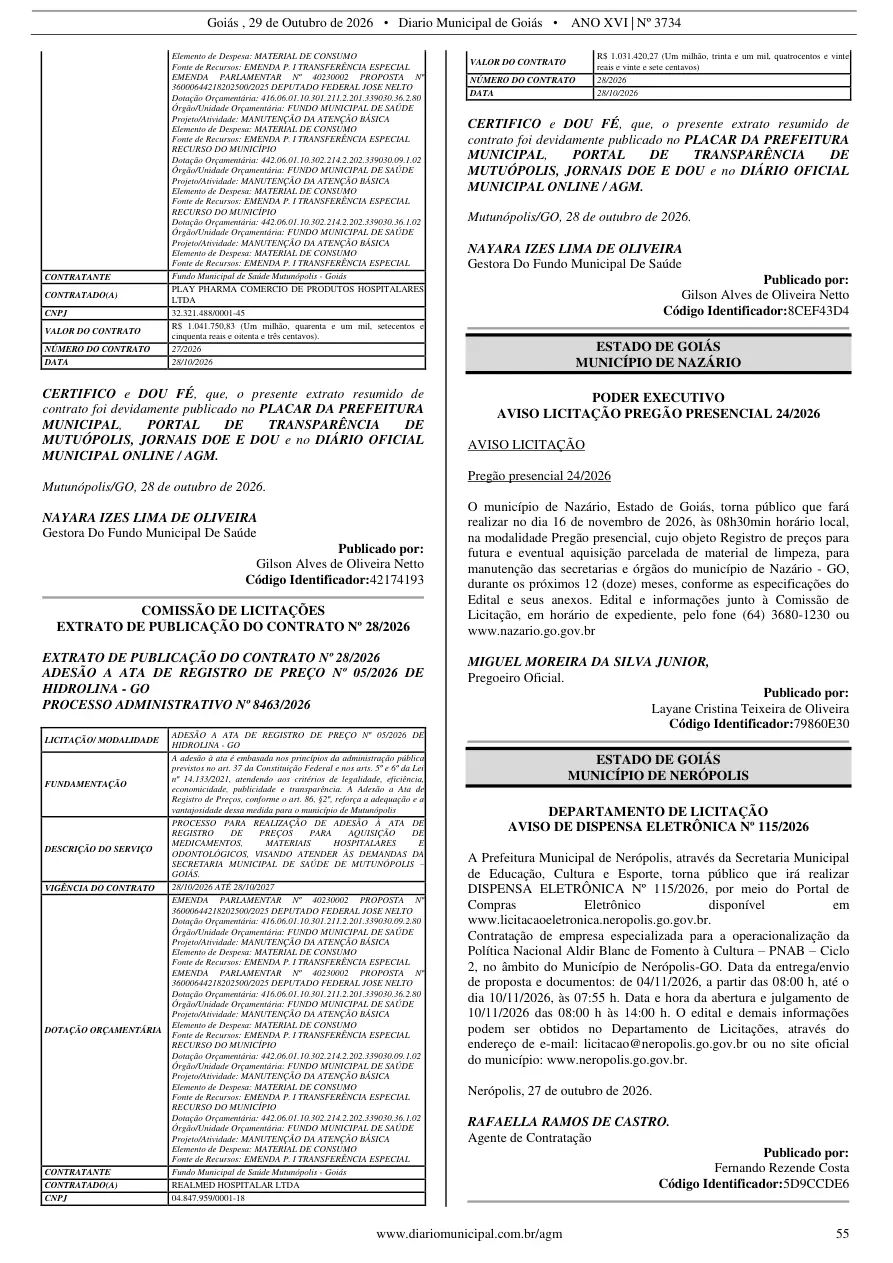 Goiás , 29 de Outubro de 2026 • Diario Municipal de Goiás • ANO XVI | Nº 3734
Elemento de Despesa: MATERIAL DE CONSUMO
Fonte de Recursos: EMENDA P. I TRANSFERÊNCIA ESPECIAL
EMENDA PARLAMENTAR Nº 40230002 PROPOSTA Nº
36000644218202500/2025 DEPUTADO FEDERAL JOSE NELTO
Dotação Orçamentária: 416.06.01.10.301.211.2.201.339030.36.2.80
Órgão/Unidade Orçamentária: FUNDO MUNICIPAL DE SAÚDE
Projeto/Atividade: MANUTENÇÃO DA ATENÇÃO BÁSICA
Elemento de Despesa: MATERIAL DE CONSUMO
Fonte de Recursos: EMENDA P. I TRANSFERÊNCIA ESPECIAL
RECURSO DO MUNICÍPIO
Dotação Orçamentária: 442.06.01.10.302.214.2.202.339030.09.1.02
Órgão/Unidade Orçamentária: FUNDO MUNICIPAL DE SAÚDE
Projeto/Atividade: MANUTENÇÃO DA ATENÇÃO BÁSICA
Elemento de Despesa: MATERIAL DE CONSUMO
Fonte de Recursos: EMENDA P. I TRANSFERÊNCIA ESPECIAL
RECURSO DO MUNICÍPIO
Dotação Orçamentária: 442.06.01.10.302.214.2.202.339030.36.1.02
Órgão/Unidade Orçamentária: FUNDO MUNICIPAL DE SAÚDE
Projeto/Atividade: MANUTENÇÃO DA ATENÇÃO BÁSICA
Elemento de Despesa: MATERIAL DE CONSUMO
Fonte de Recursos: EMENDA P. I TRANSFERÊNCIA ESPECIAL
CONTRATANTE Fundo Municipal de Saúde Mutunópolis - Goiás
CONTRATADO(A) PLAY PHARMA COMERCIO DE PRODUTOS HOSPITALARES
LTDA
CNPJ 32.321.488/0001-45
VALOR DO CONTRATO R$ 1.041.750,83 (Um milhão, quarenta e um mil, setecentos e
cinquenta reais e oitenta e três centavos).
NÚMERO DO CONTRATO 27/2026
DATA 28/10/2026
CERTIFICO e DOU FÉ, que, o presente extrato resumido de
contrato foi devidamente publicado no PLACAR DA PREFEITURA
MUNICIPAL, PORTAL DE TRANSPARÊNCIA DE
MUTUÓPOLIS, JORNAIS DOE E DOU e no DIÁRIO OFICIAL
MUNICIPAL ONLINE / AGM.
Mutunópolis/GO, 28 de outubro de 2026.
NAYARA IZES LIMA DE OLIVEIRA
Gestora Do Fundo Municipal De Saúde
Publicado por:
Gilson Alves de Oliveira Netto
Código Identificador:42174193
COMISSÃO DE LICITAÇÕES
EXTRATO DE PUBLICAÇÃO DO CONTRATO Nº 28/2026
EXTRATO DE PUBLICAÇÃO DO CONTRATO Nº 28/2026
ADESÃO A ATA DE REGISTRO DE PREÇO Nº 05/2026 DE
HIDROLINA - GO
PROCESSO ADMINISTRATIVO Nº 8463/2026
LICITAÇÃO/ MODALIDADE ADESÃO A ATA DE REGISTRO DE PREÇO Nº 05/2026 DE
HIDROLINA - GO
FUNDAMENTAÇÃO A adesão à ata é embasada nos princípios da administração pública
previstos no art. 37 da Constituição Federal e nos arts. 5º e 6º da Lei
nº 14.133/2021, atendendo aos critérios de legalidade, eficiência,
economicidade, publicidade e transparência. A Adesão a Ata de
Registro de Preços, conforme o art. 86, §2º, reforça a adequação e a
vantajosidade dessa medida para o município de Mutunópolis
DESCRIÇÃO DO SERVIÇO PROCESSO PARA REALIZAÇÃO DE ADESÃO À ATA DE
REGISTRO DE PREÇOS PARA AQUISIÇÃO DE
MEDICAMENTOS, MATERIAIS HOSPITALARES E
ODONTOLÓGICOS, VISANDO ATENDER ÀS DEMANDAS DA
SECRETARIA MUNICIPAL DE SAÚDE DE MUTUNÓPOLIS –
GOIÁS.
VIGÊNCIA DO CONTRATO 28/10/2026 ATÉ 28/10/2027
DOTAÇÃO ORÇAMENTÁRIA EMENDA PARLAMENTAR Nº 40230002 PROPOSTA Nº
36000644218202500/2025 DEPUTADO FEDERAL JOSE NELTO
Dotação Orçamentária: 416.06.01.10.301.211.2.201.339030.09.2.80
Órgão/Unidade Orçamentária: FUNDO MUNICIPAL DE SAÚDE
Projeto/Atividade: MANUTENÇÃO DA ATENÇÃO BÁSICA
Elemento de Despesa: MATERIAL DE CONSUMO
Fonte de Recursos: EMENDA P. I TRANSFERÊNCIA ESPECIAL
EMENDA PARLAMENTAR Nº 40230002 PROPOSTA Nº
36000644218202500/2025 DEPUTADO FEDERAL JOSE NELTO
Dotação Orçamentária: 416.06.01.10.301.211.2.201.339030.36.2.80
Órgão/Unidade Orçamentária: FUNDO MUNICIPAL DE SAÚDE
Projeto/Atividade: MANUTENÇÃO DA ATENÇÃO BÁSICA
Elemento de Despesa: MATERIAL DE CONSUMO
Fonte de Recursos: EMENDA P. I TRANSFERÊNCIA ESPECIAL
RECURSO DO MUNICÍPIO
Dotação Orçamentária: 442.06.01.10.302.214.2.202.339030.09.1.02
Órgão/Unidade Orçamentária: FUNDO MUNICIPAL DE SAÚDE
Projeto/Atividade: MANUTENÇÃO DA ATENÇÃO BÁSICA
Elemento de Despesa: MATERIAL DE CONSUMO
Fonte de Recursos: EMENDA P. I TRANSFERÊNCIA ESPECIAL
RECURSO DO MUNICÍPIO
Dotação Orçamentária: 442.06.01.10.302.214.2.202.339030.36.1.02
Órgão/Unidade Orçamentária: FUNDO MUNICIPAL DE SAÚDE
Projeto/Atividade: MANUTENÇÃO DA ATENÇÃO BÁSICA
Elemento de Despesa: MATERIAL DE CONSUMO
Fonte de Recursos: EMENDA P. I TRANSFERÊNCIA ESPECIAL
CONTRATANTE Fundo Municipal de Saúde Mutunópolis - Goiás
CONTRATADO(A) REALMED HOSPITALAR LTDA
CNPJ 04.847.959/0001-18
VALOR DO CONTRATO R$ 1.031.420,27 (Um milhão, trinta e um mil, quatrocentos e vinte
reais e vinte e sete centavos)
NÚMERO DO CONTRATO 28/2026
DATA 28/10/2026
CERTIFICO e DOU FÉ, que, o presente extrato resumido de
contrato foi devidamente publicado no PLACAR DA PREFEITURA
MUNICIPAL, PORTAL DE TRANSPARÊNCIA DE
MUTUÓPOLIS, JORNAIS DOE E DOU e no DIÁRIO OFICIAL
MUNICIPAL ONLINE / AGM.
Mutunópolis/GO, 28 de outubro de 2026.
NAYARA IZES LIMA DE OLIVEIRA
Gestora Do Fundo Municipal De Saúde
Publicado por:
Gilson Alves de Oliveira Netto
Código Identificador:8CEF43D4
ESTADO DE GOIÁS
MUNICÍPIO DE NAZÁRIO
PODER EXECUTIVO
AVISO LICITAÇÃO PREGÃO PRESENCIAL 24/2026
AVISO LICITAÇÃO
Pregão presencial 24/2026
O município de Nazário, Estado de Goiás, torna público que fará
realizar no dia 16 de novembro de 2026, às 08h30min horário local,
na modalidade Pregão presencial, cujo objeto Registro de preços para
futura e eventual aquisição parcelada de material de limpeza, para
manutenção das secretarias e órgãos do município de Nazário - GO,
durante os próximos 12 (doze) meses, conforme as especificações do
Edital e seus anexos. Edital e informações junto à Comissão de
Licitação, em horário de expediente, pelo fone (64) 3680-1230 ou
www.nazario.go.gov.br
MIGUEL MOREIRA DA SILVA JUNIOR,
Pregoeiro Oficial.
Publicado por:
Layane Cristina Teixeira de Oliveira
Código Identificador:79860E30
ESTADO DE GOIÁS
MUNICÍPIO DE NERÓPOLIS
DEPARTAMENTO DE LICITAÇÃO
AVISO DE DISPENSA ELETRÔNICA Nº 115/2026
A Prefeitura Municipal de Nerópolis, através da Secretaria Municipal
de Educação, Cultura e Esporte, torna público que irá realizar
DISPENSA ELETRÔNICA Nº 115/2026, por meio do Portal de
Compras Eletrônico disponível em
www.licitacaoeletronica.neropolis.go.gov.br.
Contratação de empresa especializada para a operacionalização da
Política Nacional Aldir Blanc de Fomento à Cultura – PNAB – Ciclo
2, no âmbito do Município de Nerópolis-GO. Data da entrega/envio
de proposta e documentos: de 04/11/2026, a partir das 08:00 h, até o
dia 10/11/2026, às 07:55 h. Data e hora da abertura e julgamento de
10/11/2026 das 08:00 h às 14:00 h. O edital e demais informações
podem ser obtidos no Departamento de Licitações, através do
endereço de e-mail: licitacao@neropolis.go.gov.br ou no site oficial
do município: www.neropolis.go.gov.br.
Nerópolis, 27 de outubro de 2026.
RAFAELLA RAMOS DE CASTRO.
Agente de Contratação
Publicado por:
Fernando Rezende Costa
Código Identificador:5D9CCDE6
www.diariomunicipal.com.br/agm 55